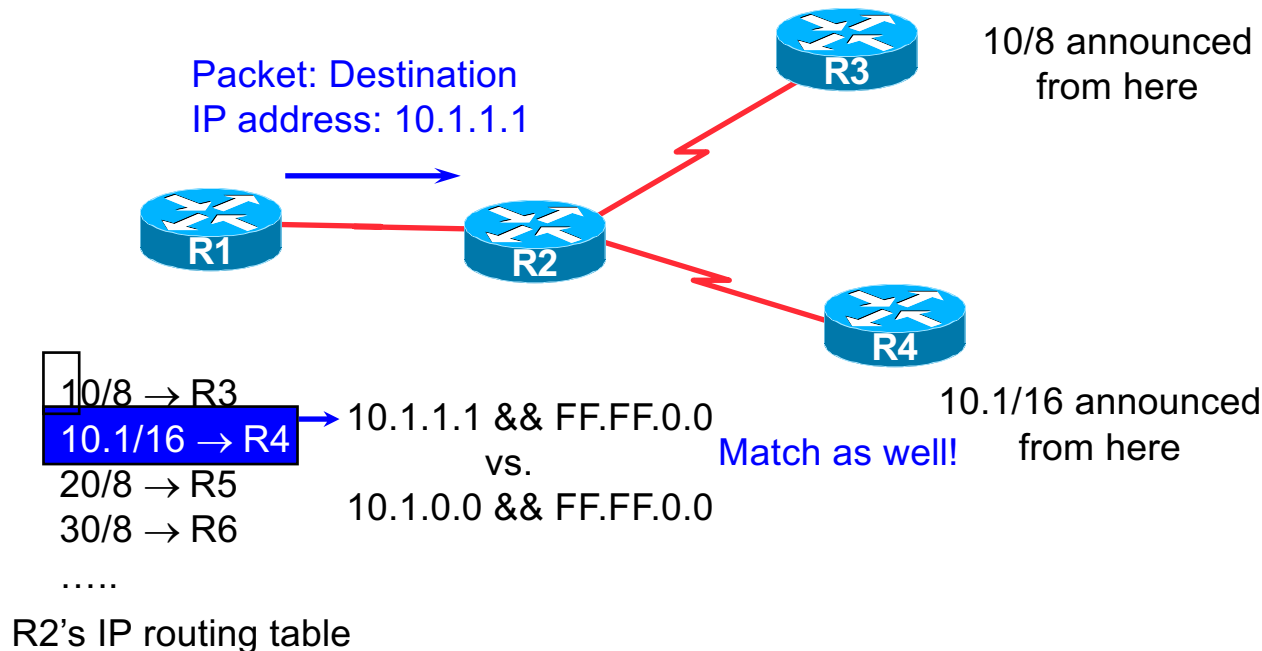 Packet: Destination
IP address: 10.1.1.1
R3
10/8 announced
from here
R1
R2
R4
10.1/16 announced
from here
10/8 → R3
10.1/16 → R4
20/8 → R5
30/8 → R6
…..
R2's IP routing table
10.1.1.1 && FF.FF.0.0
vs.
10.1.0.0 && FF.FF.0.0
Match as well!